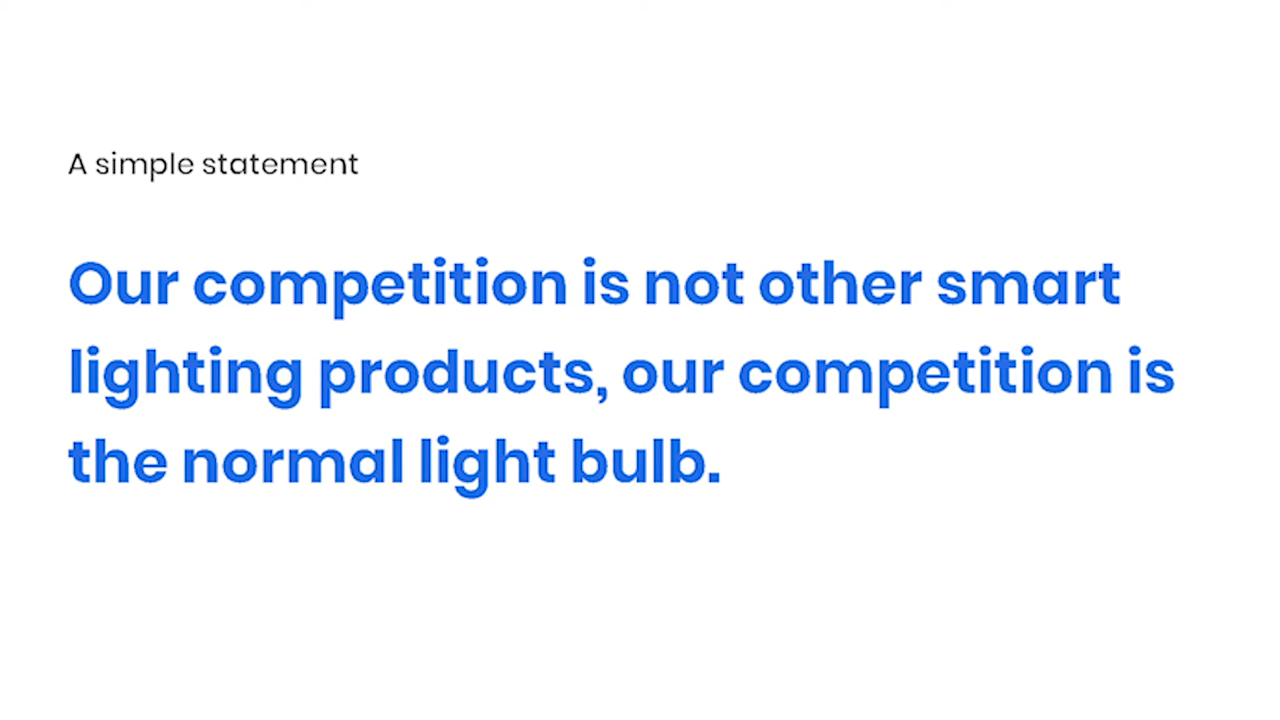 A simple statement
Our competition is not other smart
lighting products, our competition is
the normal light bulb.